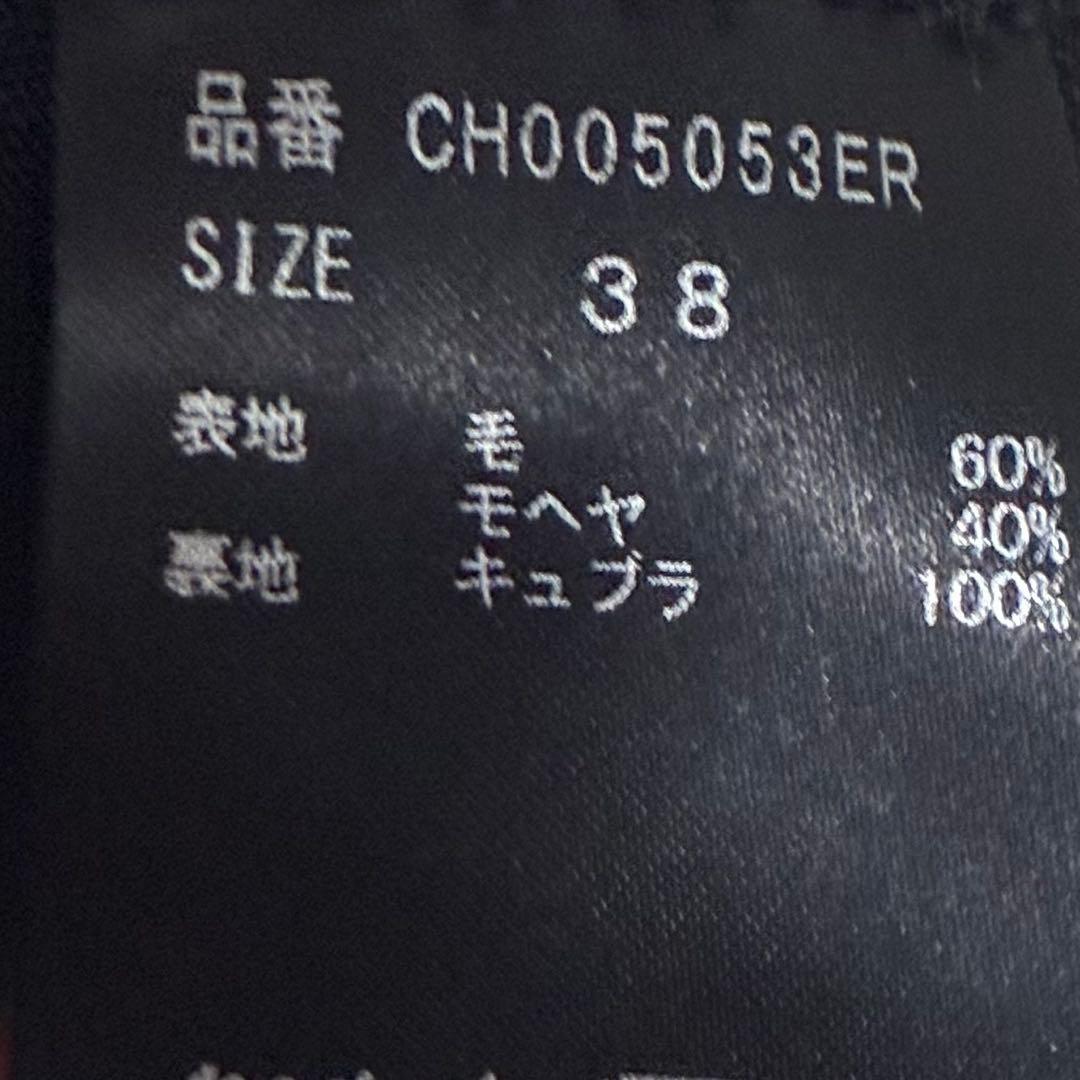 品番 CH005053ER
SIZE 38
表地 毛 60%
モヘヤ 40%
裏地 キュプラ 100%